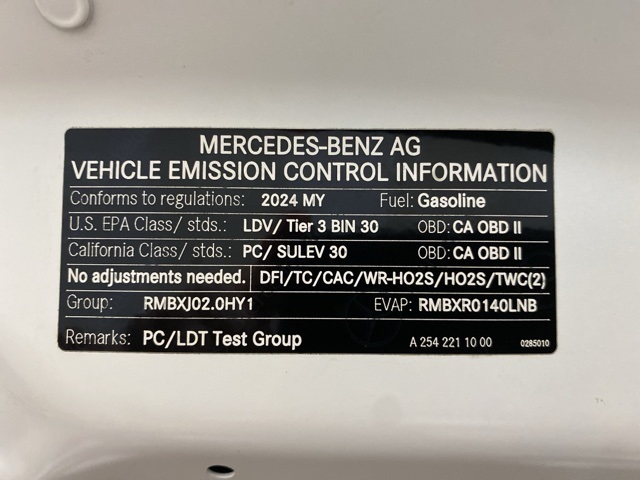 MERCEDES-BENZ AG
VEHICLE EMISSION CONTROL INFORMATION
Conforms to regulations: 2024 MY Fuel: Gasoline
U.S. EPA Class/ stds.: LDV/ Tier 3 BIN 30 OBD: CA OBD II
California Class/ stds.: PC/ SULEV 30 OBD: CA OBD II
No adjustments needed. DFI/TC/CAC/WR-HO2S/HO2S/TWC(2)
Group: RMBXJ02.0HY1 EVAP: RMBXR0140LNB
Remarks: PC/LDT Test Group A 254 221 10 00 0285010